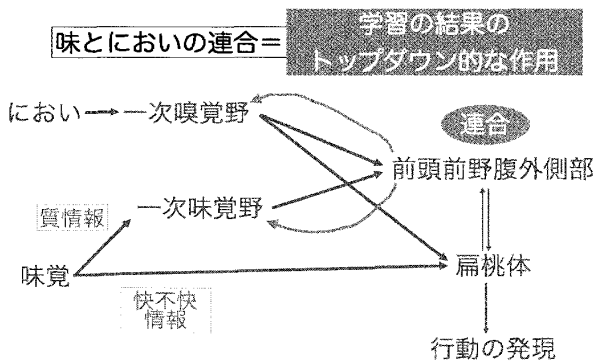 味とにおいの連合＝
学習の結果の
トップダウン的な作用
におい
一次嗅覚野
連合
前頭前野腹外側部
一次味覚野
質情報
味覚
扁桃体
快不快
情報
行動の発現